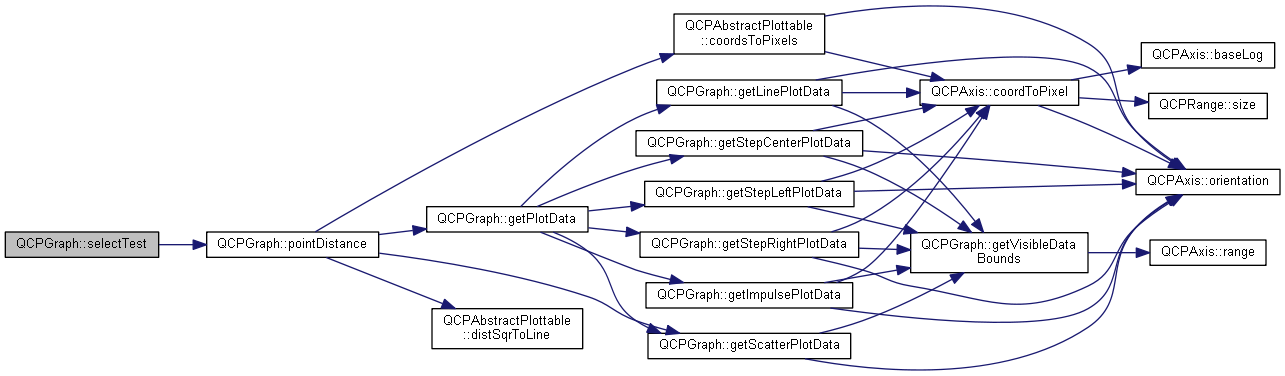 QCPGraph::selectTest
QCPGraph::pointDistance
QCPAbstractPlottable
::coordsToPixels
QCPGraph::getPlotData
QCPAbstractPlottable
::distSqrToLine
QCPGraph::getLinePlotData
QCPGraph::getStepCenterPlotData
QCPGraph::getStepLeftPlotData
QCPGraph::getStepRightPlotData
QCPGraph::getImpulsePlotData
QCPGraph::getScatterPlotData
QCPAxis::coordToPixel
QCPGraph::getVisibleData
Bounds
QCPAxis::baseLog
QCPRange::size
QCPAxis::orientation
QCPAxis::range